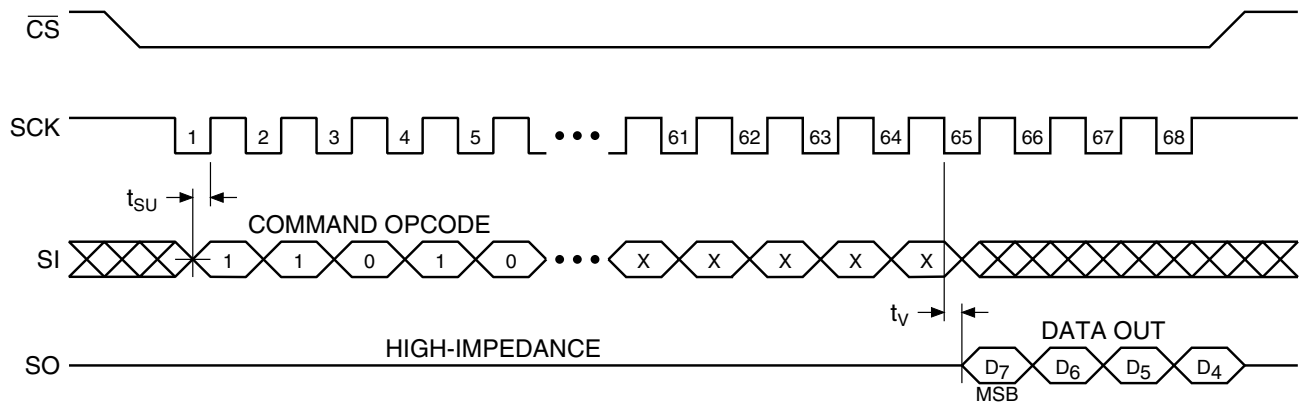 CS
SCK 1 2 3 4 5 ••• 61 62 63 64 65 66 67 68
tSU
COMMAND OPCODE
SI 1 1 0 1 0 ••• X X X X X
tV
DATA OUT
HIGH-IMPEDANCE
SO D7 D6 D5 D4
MSB